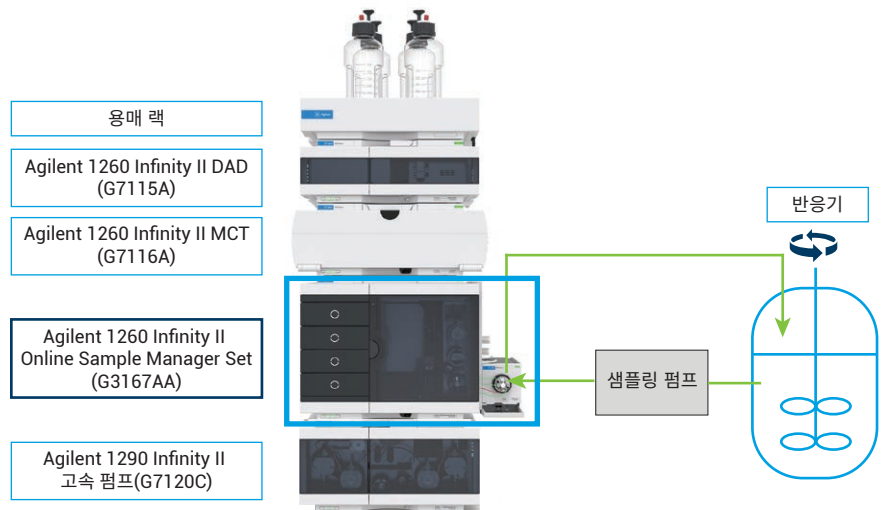 용매 랙
Agilent 1260 Infinity II DAD
(G7115A)
Agilent 1260 Infinity II MCT
(G7116A)
Agilent 1260 Infinity II
Online Sample Manager Set
(G3167AA)
Agilent 1290 Infinity II
고속 펌프(G7120C)
샘플링 펌프
반응기